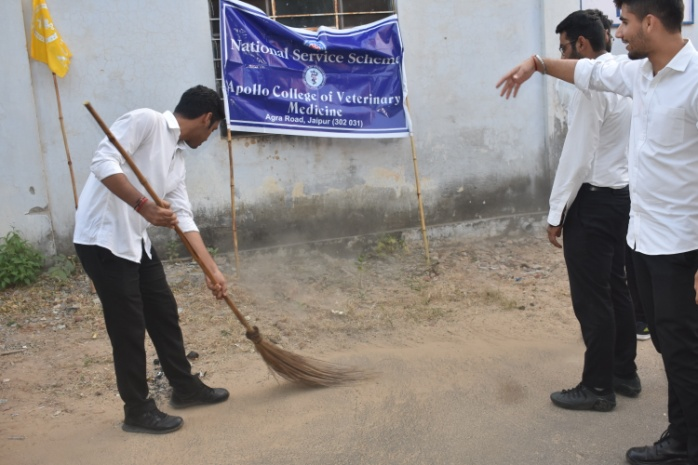 National Service Scheme
Apollo College of Veterinary
Medicine
Agra Road, Jaipur (302 031)